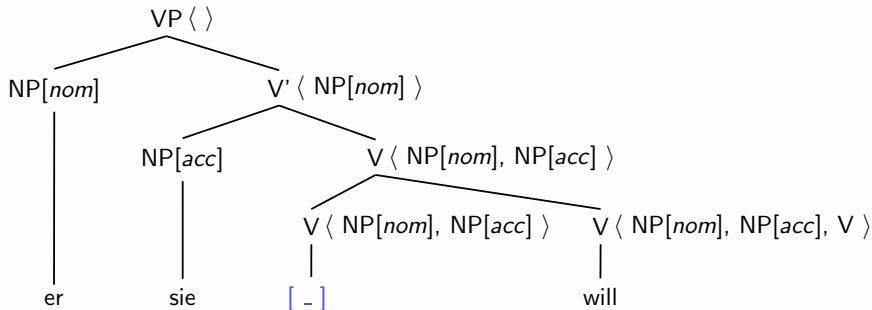 VP ⟨ ⟩
NP[nom] V’ ⟨ NP[nom] ⟩
NP[acc] V ⟨ NP[nom], NP[acc] ⟩
V ⟨ NP[nom], NP[acc] ⟩ V ⟨ NP[nom], NP[acc], V ⟩
er sie [ _ ] will